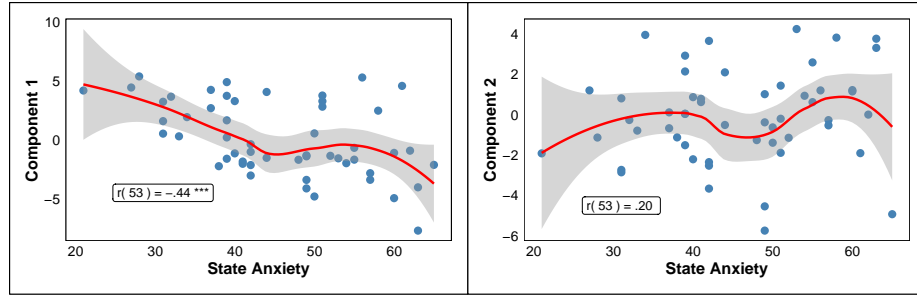 10
5
0
−5
Component 1
r( 53 ) = −.44 ***
20 30 40 50 60
State Anxiety
4
2
0
−2
−4
−6
Component 2
r( 53 ) = .20
20 30 40 50 60
State Anxiety